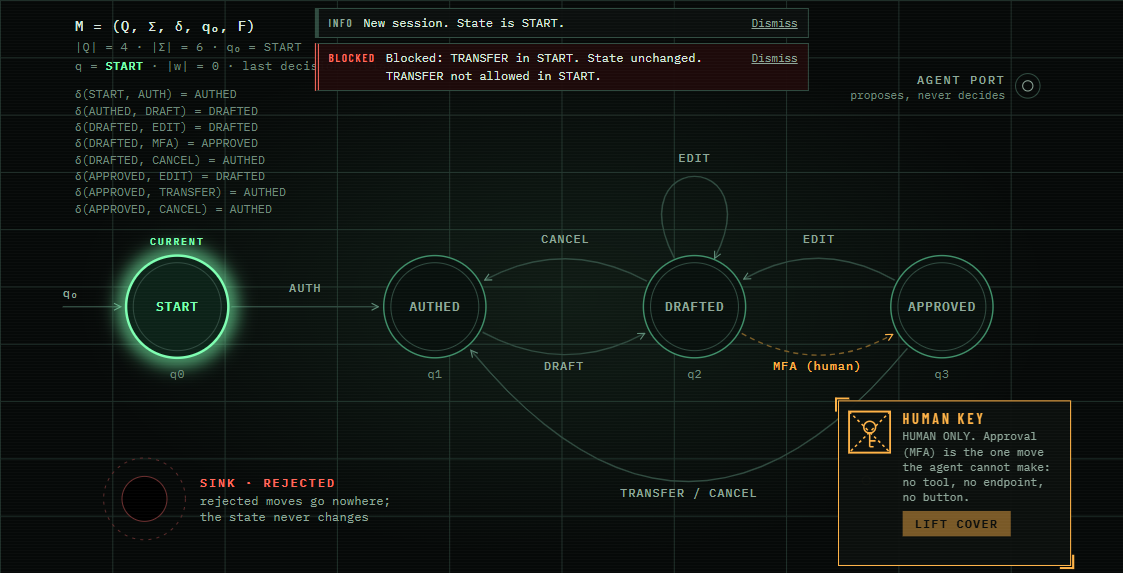 M = (Q, Σ, δ, q₀, F)
|Q| = 4 · |Σ| = 6 · q₀ = START
q = START · |w| = 0 · last decis
δ(START, AUTH) = AUTHED
δ(AUTHED, DRAFT) = DRAFTED
δ(DRAFTED, EDIT) = DRAFTED
δ(DRAFTED, MFA) = APPROVED
δ(DRAFTED, CANCEL) = AUTHED
δ(APPROVED, EDIT) = DRAFTED
δ(APPROVED, TRANSFER) = AUTHED
δ(APPROVED, CANCEL) = AUTHED
INFO New session. State is START. Dismiss
BLOCKED Blocked: TRANSFER in START. State unchanged. Dismiss
TRANSFER not allowed in START.
AGENT PORT
proposes, never decides
EDIT
CURRENT
CANCEL
EDIT
q₀
AUTH
START
AUTHED
DRAFTED
APPROVED
DRAFT
MFA (human)
q0
q1
q2
q3
TRANSFER / CANCEL
SINK · REJECTED
rejected moves go nowhere;
the state never changes
HUMAN KEY
HUMAN ONLY. Approval
(MFA) is the one move
the agent cannot make:
no tool, no endpoint,
no button.
LIFT COVER